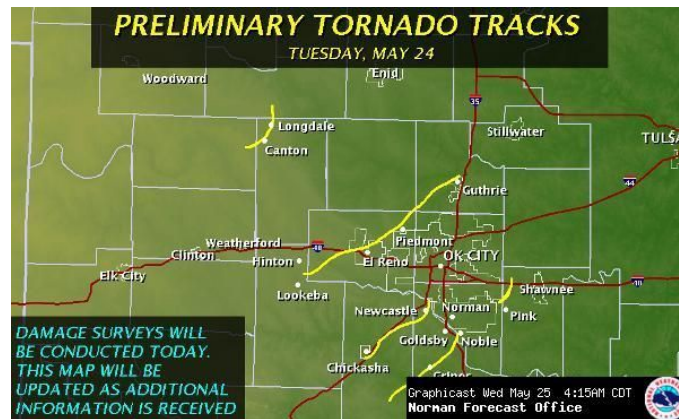 PRELIMINARY TORNADO TRACKS
TUESDAY, MAY 24
Woodward
Enid
35
Longdale
Stillwater
TULSA
Canton
44
Guthrie
Piedmont
Weatherford
40
Clinton
Hinton
El Reno
OK CITY
Elk City
Shawnee
40
Lookeba
Newcastle
Norman
Pink
Goldsby
Noble
Chickasha
DAMAGE SURVEYS WILL
BE CONDUCTED TODAY.
THIS MAP WILL BE
UPDATED AS ADDITIONAL
INFORMATION IS RECEIVED
Graphicast Wed May 25 4:15AM CDT
Norman Forecast Office